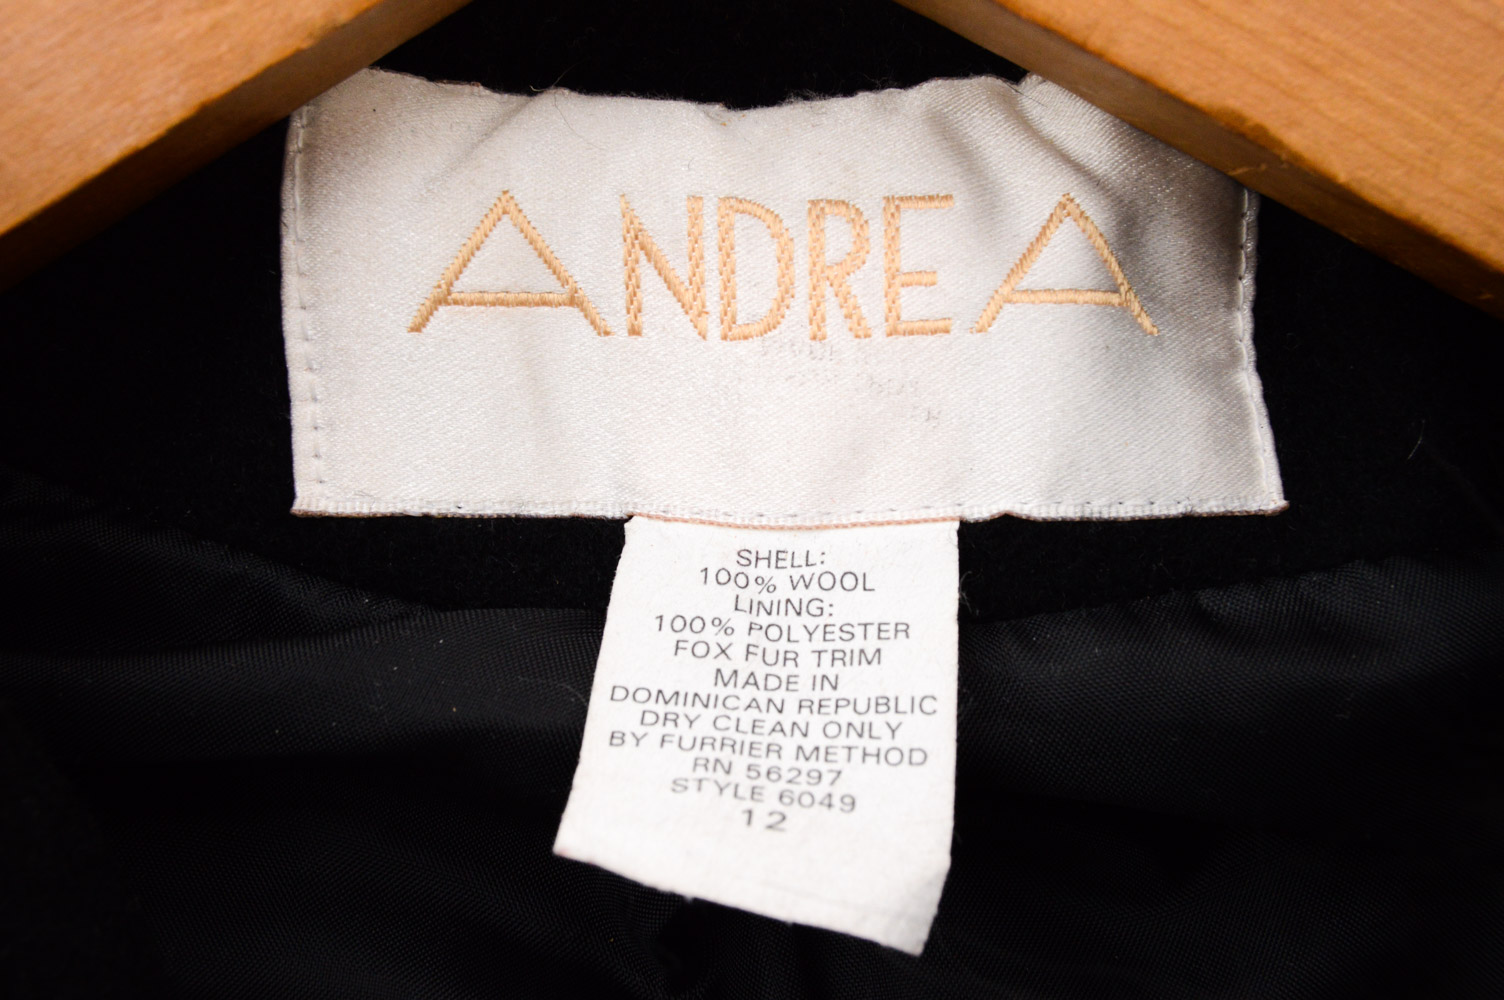 ANDREA
SHELL:
100% WOOL
LINING:
100% POLYESTER
FOX FUR TRIM
MADE IN
DOMINICAN REPUBLIC
DRY CLEAN ONLY
BY FURRIER METHOD
RN 56297
STYLE 6049
12